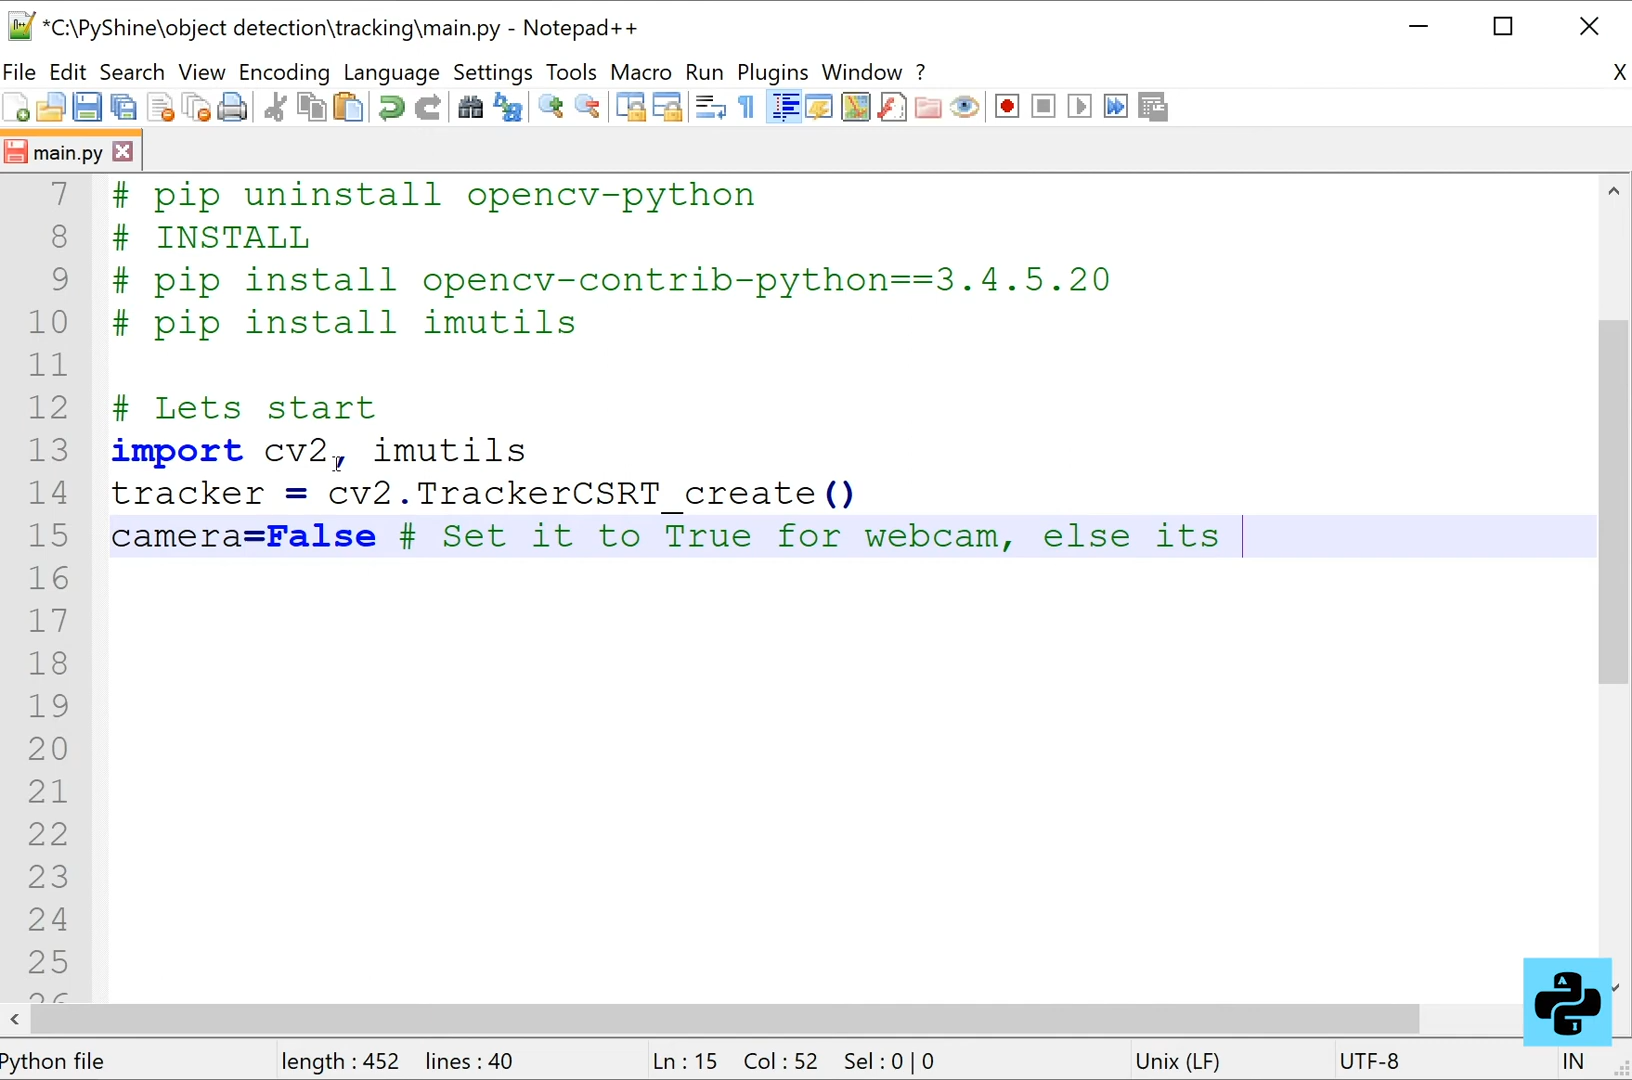 *C:\PyShine\object detection\tracking\main.py - Notepad++
File Edit Search View Encoding Language Settings Tools Macro Run Plugins Window ? X
main.py
7 # pip uninstall opencv-python
8 # INSTALL
9 # pip install opencv-contrib-python==3.4.5.20
10 # pip install imutils
11
12 # Lets start
13 import cv2, imutils
14 tracker = cv2.TrackerCSRT_create()
15 camera=False # Set it to True for webcam, else its
16
17
18
19
20
21
22
23
24
25
26
Python file length : 452 lines : 40 Ln : 15 Col : 52 Sel : 0 | 0 Unix (LF) UTF-8 IN